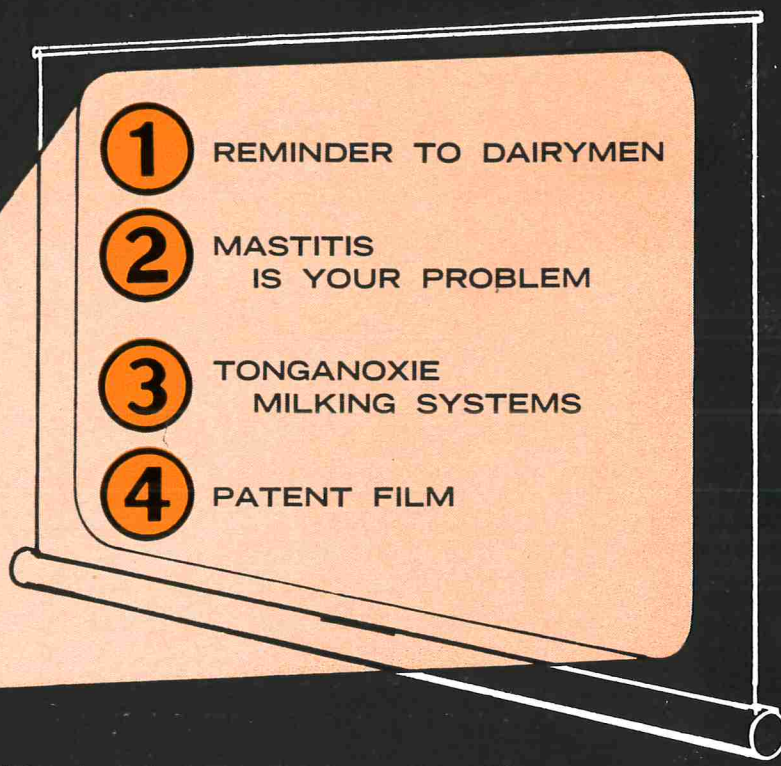 1 REMINDER TO DAIRYMEN
2 MASTITIS
IS YOUR PROBLEM
3 TONGANOXIE
MILKING SYSTEMS
4 PATENT FILM